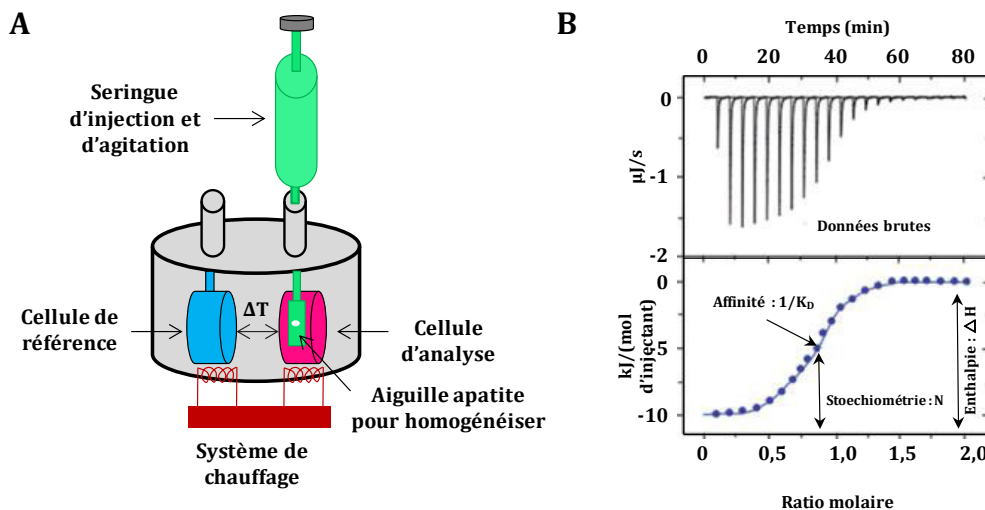 A
Seringue
d'injection et
d'agitation
ΔT
Cellule de
référence
Cellule
d'analyse
Aiguille apatite
pour homogénéiser
Système de
chauffage
B
Temps (min)
0 20 40 60 80
0
-1
-2
µJ/s
Données brutes
0
-5
-10
kJ/(mol
d'injectant)
Affinité : 1/K_D
Stoechiométrie : N
Enthalpie : △ H
0 0,5 1,0 1,5 2,0
Ratio molaire